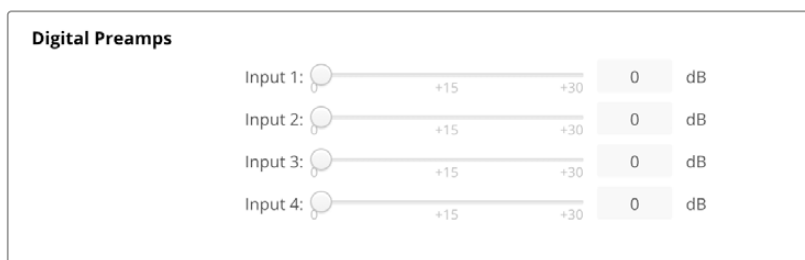 Digital Preamps
Input 1: 0 dB
0 +15 +30
Input 2: 0 dB
0 +15 +30
Input 3: 0 dB
0 +15 +30
Input 4: 0 dB
0 +15 +30